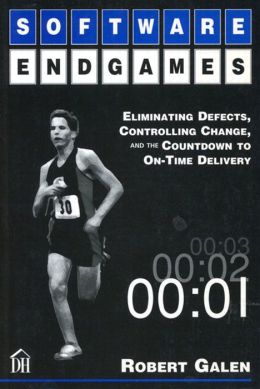 SOFTWARE
ENDGAMES
ELIMINATING DEFECTS,
CONTROLLING CHANGE,
AND THE COUNTDOWN TO
ON-TIME DELIVERY
30
00:03
00:02
00:01
DH
ROBERT GALEN